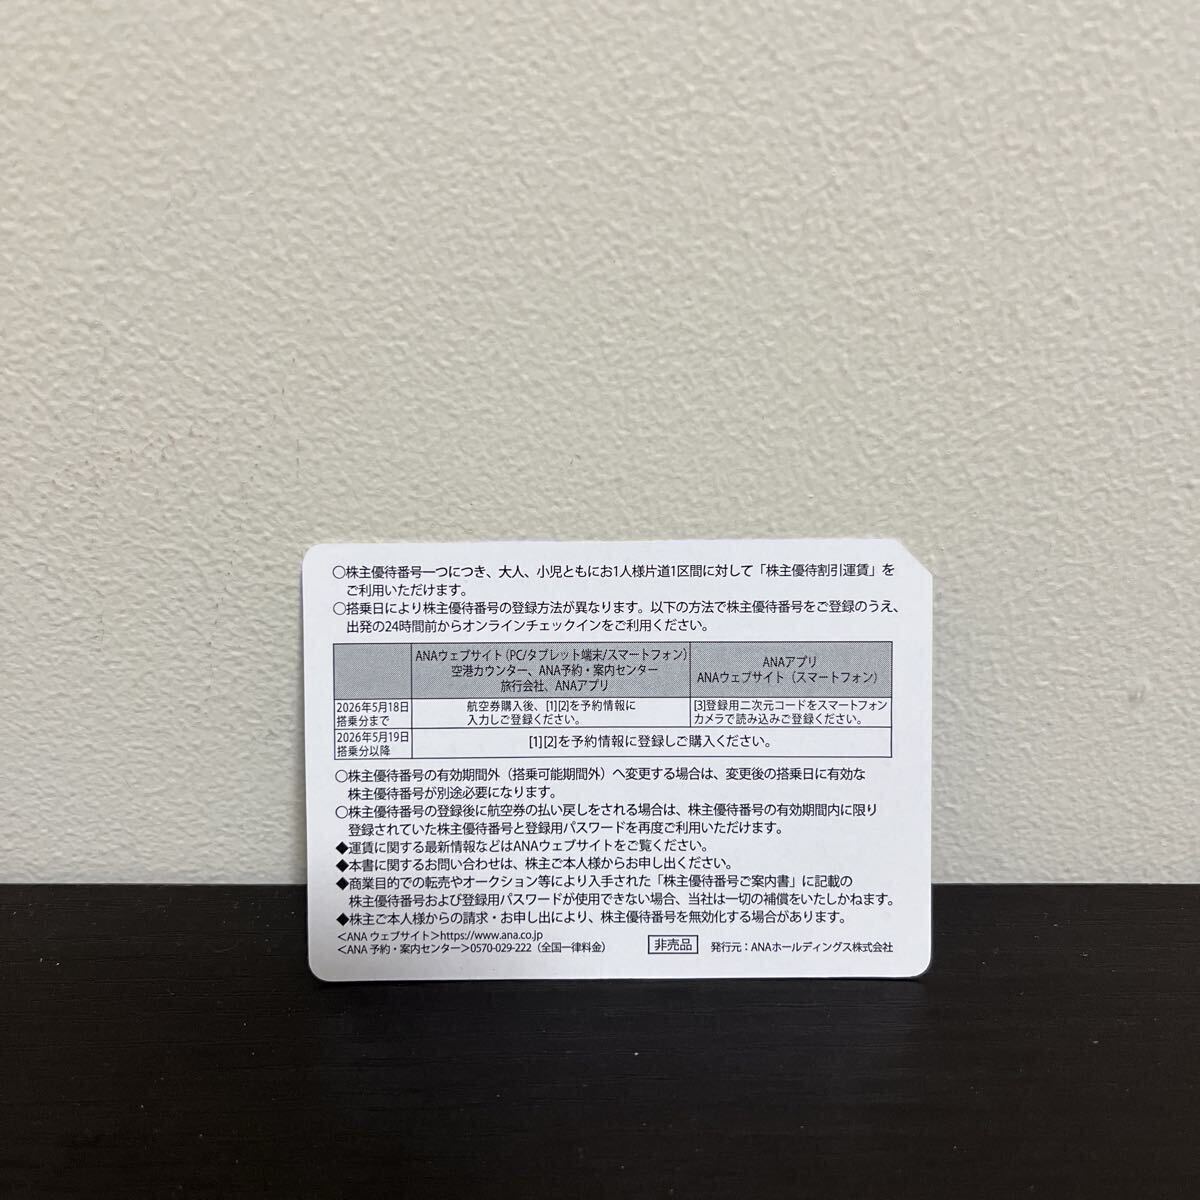 ○株主優待番号一つにつき、大人、小児ともにお1人様片道1区間に対して「株主優待割引運賃」を
ご利用いただけます。
○搭乗日により株主優待番号の登録方法が異なります。以下の方法で株主優待番号をご登録のうえ、
出発の24時間前からオンラインチェックインをご利用ください。
ANAウェブサイト(PC/タブレット端末/スマートフォン)
空港カウンター、ANA予約・案内センター
旅行会社、ANAアプリ
ANAアプリ
ANAウェブサイト（スマートフォン）
2026年5月18日
搭乗分まで
航空券購入後、[1][2]を予約情報に
入力しご登録ください。
[3]登録用二次元コードをスマートフォン
カメラで読み込みご登録ください。
2026年5月19日
搭乗分以降
[1][2]を予約情報に登録しご購入ください。
○株主優待番号の有効期間外（搭乗可能期間外）へ変更する場合は、変更後の搭乗日に有効な
株主優待番号が別途必要になります。
○株主優待番号の登録後に航空券の払い戻しをされる場合は、株主優待番号の有効期間内に限り
登録されていた株主優待番号と登録用パスワードを再度ご利用いただけます。
◆運賃に関する最新情報などはANAウェブサイトをご覧ください。
◆本書に関するお問い合わせは、株主ご本人様からお申し出ください。
◆商業目的での転売やオークション等により入手された「株主優待番号ご案内書」に記載の
株主優待番号および登録用パスワードが使用できない場合、当社は一切の補償をいたしかねます。
◆株主ご本人様からの請求・お申し出により、株主優待番号を無効化する場合があります。
＜ANA ウェブサイト＞https://www.ana.co.jp
＜ANA 予約・案内センター＞0570-029-222（全国一律料金）
非売品
発行元：ANAホールディングス株式会社